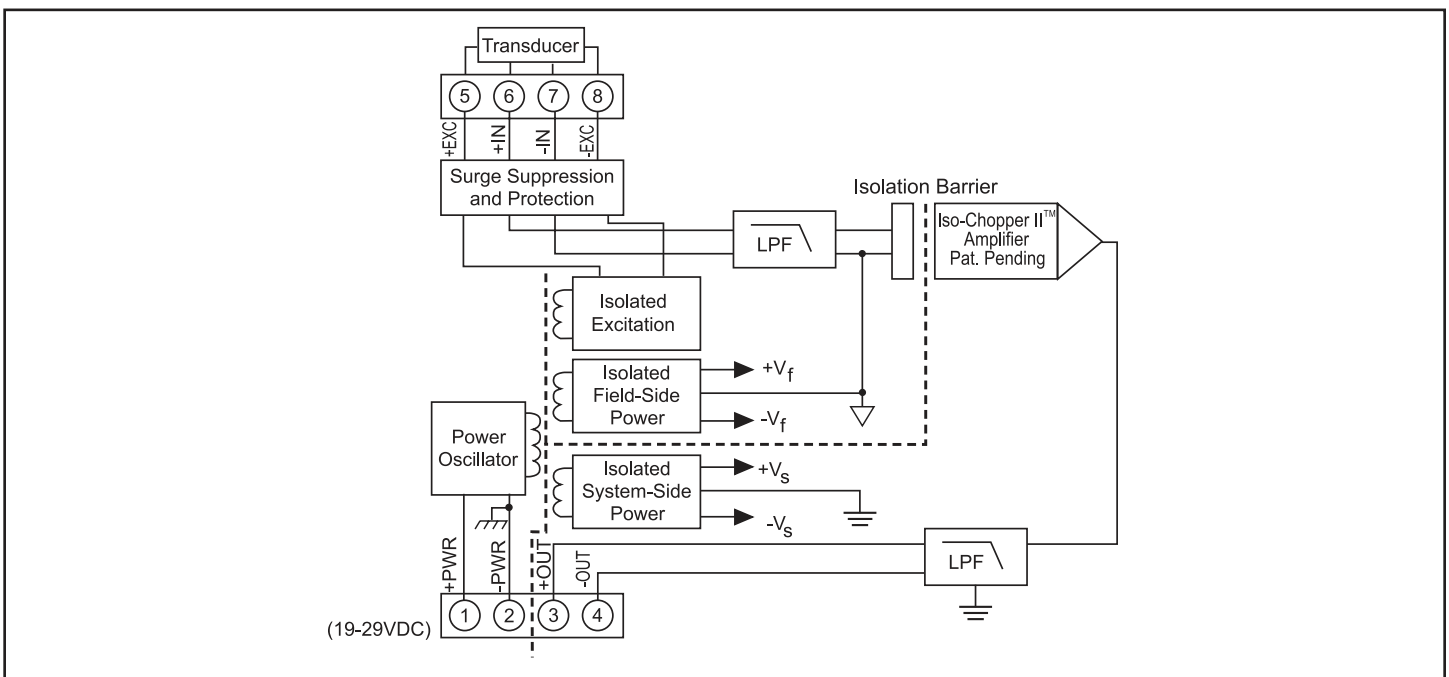 Transducer
5 6 7 8
+EXC
+IN
-IN
-EXC
Surge Suppression
and Protection
Isolation Barrier
LPF
Iso-Chopper II™
Amplifier
Pat. Pending
Isolated
Excitation
Isolated
Field-Side
Power
+Vf
-Vf
Power
Oscillator
Isolated
System-Side
Power
+Vs
-Vs
+PWR
-PWR
+OUT
-OUT
LPF
(19-29VDC)
1 2 3 4